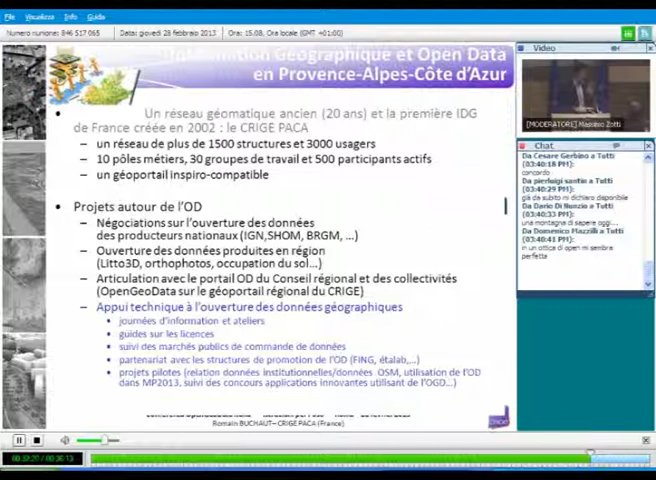 File Visualizza Info Guida
Numero riunione: 846 517 065 Data: giovedì 28 febbraio 2013 Ora: 15:08, Ora locale (GMT +01:00)
Géographique et Open Data
en Provence-Alpes-Côte d'Azur
• Un réseau géomatique ancien (20 ans) et la première IDG
de France créée en 2002 : le CRIGE PACA
– un réseau de plus de 1500 structures et 3000 usagers
– 10 pôles métiers, 30 groupes de travail et 500 participants actifs
– un géoportail inspiro-compatible
• Projets autour de l'OD
– Négociations sur l'ouverture des données
des producteurs nationaux (IGN,SHOM, BRGM, ...)
– Ouverture des données produites en région
(Litto3D, orthophotos, occupation du sol...)
– Articulation avec le portail OD du Conseil régional et des collectivités
(OpenGeoData sur le géoportail régional du CRIGE)
– Appui technique à l'ouverture des données géographiques
• journées d'information et ateliers
• guides sur les licences
• suivi des marchés publics de commande de données
• partenariat avec les structures de promotion de l'OD (FING, étalab,...)
• projets pilotes (relation données institutionnelles/données OSM, utilisation de l'OD
dans MP2013, suivi des concours applications innovantes utilisant de l'OGD...)
Romain BUCHAUT– CRIGE PACA (France)
Video
[MODERATORE] Massimo Zotti
Chat
Da Cesare Gerbino a Tutti
(03:40:18 PM):
concordo
Da pierluigi santin a Tutti
(03:40:29 PM):
già da subito mi dichiaro disponibile
Da Dario Di Nunzio a Tutti
(03:40:33 PM):
una montagna di sapere oggi...
Da Domenico Mazzilli a Tutti
(03:40:41 PM):
in un ottica di open mi sembra
perfetta